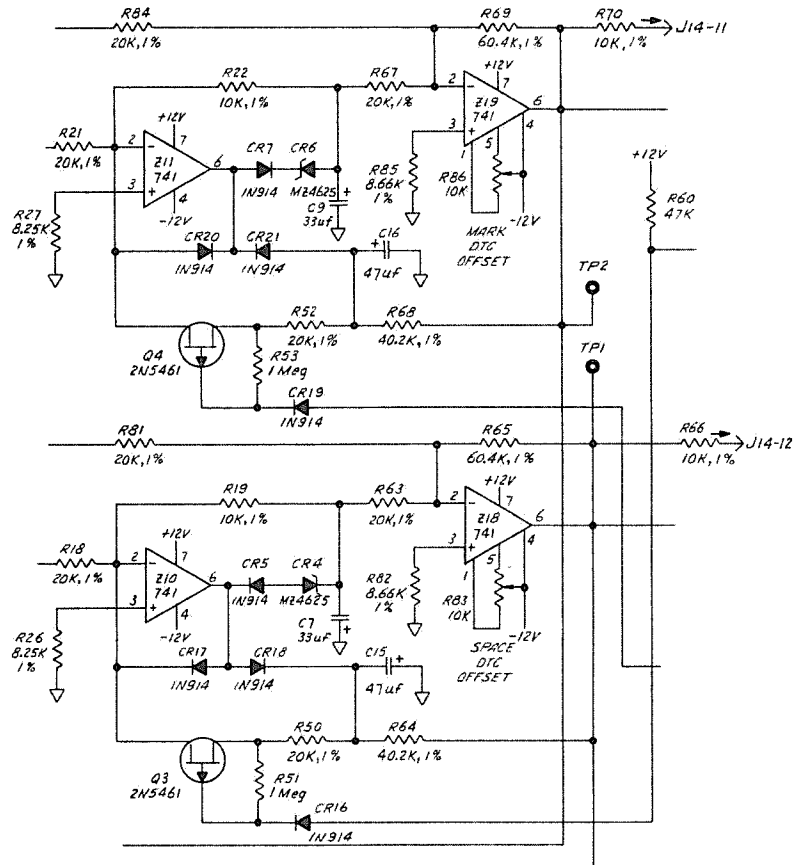 R84
20K,1%
R69
60.4K,1%
R70
10K,1%
J14-11
R22
10K,1%
R67
20K,1%
+12V
2
7
Z19
741
6
3
4
1
5
R85
8.66K
1%
R86
10K
-12V
MARK
DTC
OFFSET
+12V
R21
20K,1%
2
7
Z11
741
6
3
4
-12V
R27
8.25K
1%
CR7
1N914
CR6
MZ4625
C9
33uf
+
CR20
1N914
CR21
1N914
C16
+
47uf
+12V
R60
47K
TP2
TP1
R52
20K,1%
R68
40.2K,1%
Q4
2N5461
R53
1 Meg
CR19
1N914
R81
20K,1%
R65
60.4K,1%
R66
10K,1%
J14-12
R19
10K,1%
R63
20K,1%
+12V
2
7
Z18
741
6
3
4
1
5
R82
8.66K
1%
R83
10K
-12V
SPACE
DTC
OFFSET
+12V
R18
20K,1%
2
7
Z10
741
6
3
4
-12V
R26
8.25K
1%
CR5
1N914
CR4
MZ4625
C7
33uf
+
CR17
1N914
CR18
1N914
C15
+
47uf
R50
20K,1%
R64
40.2K,1%
Q3
2N5461
R51
1 Meg
CR16
1N914